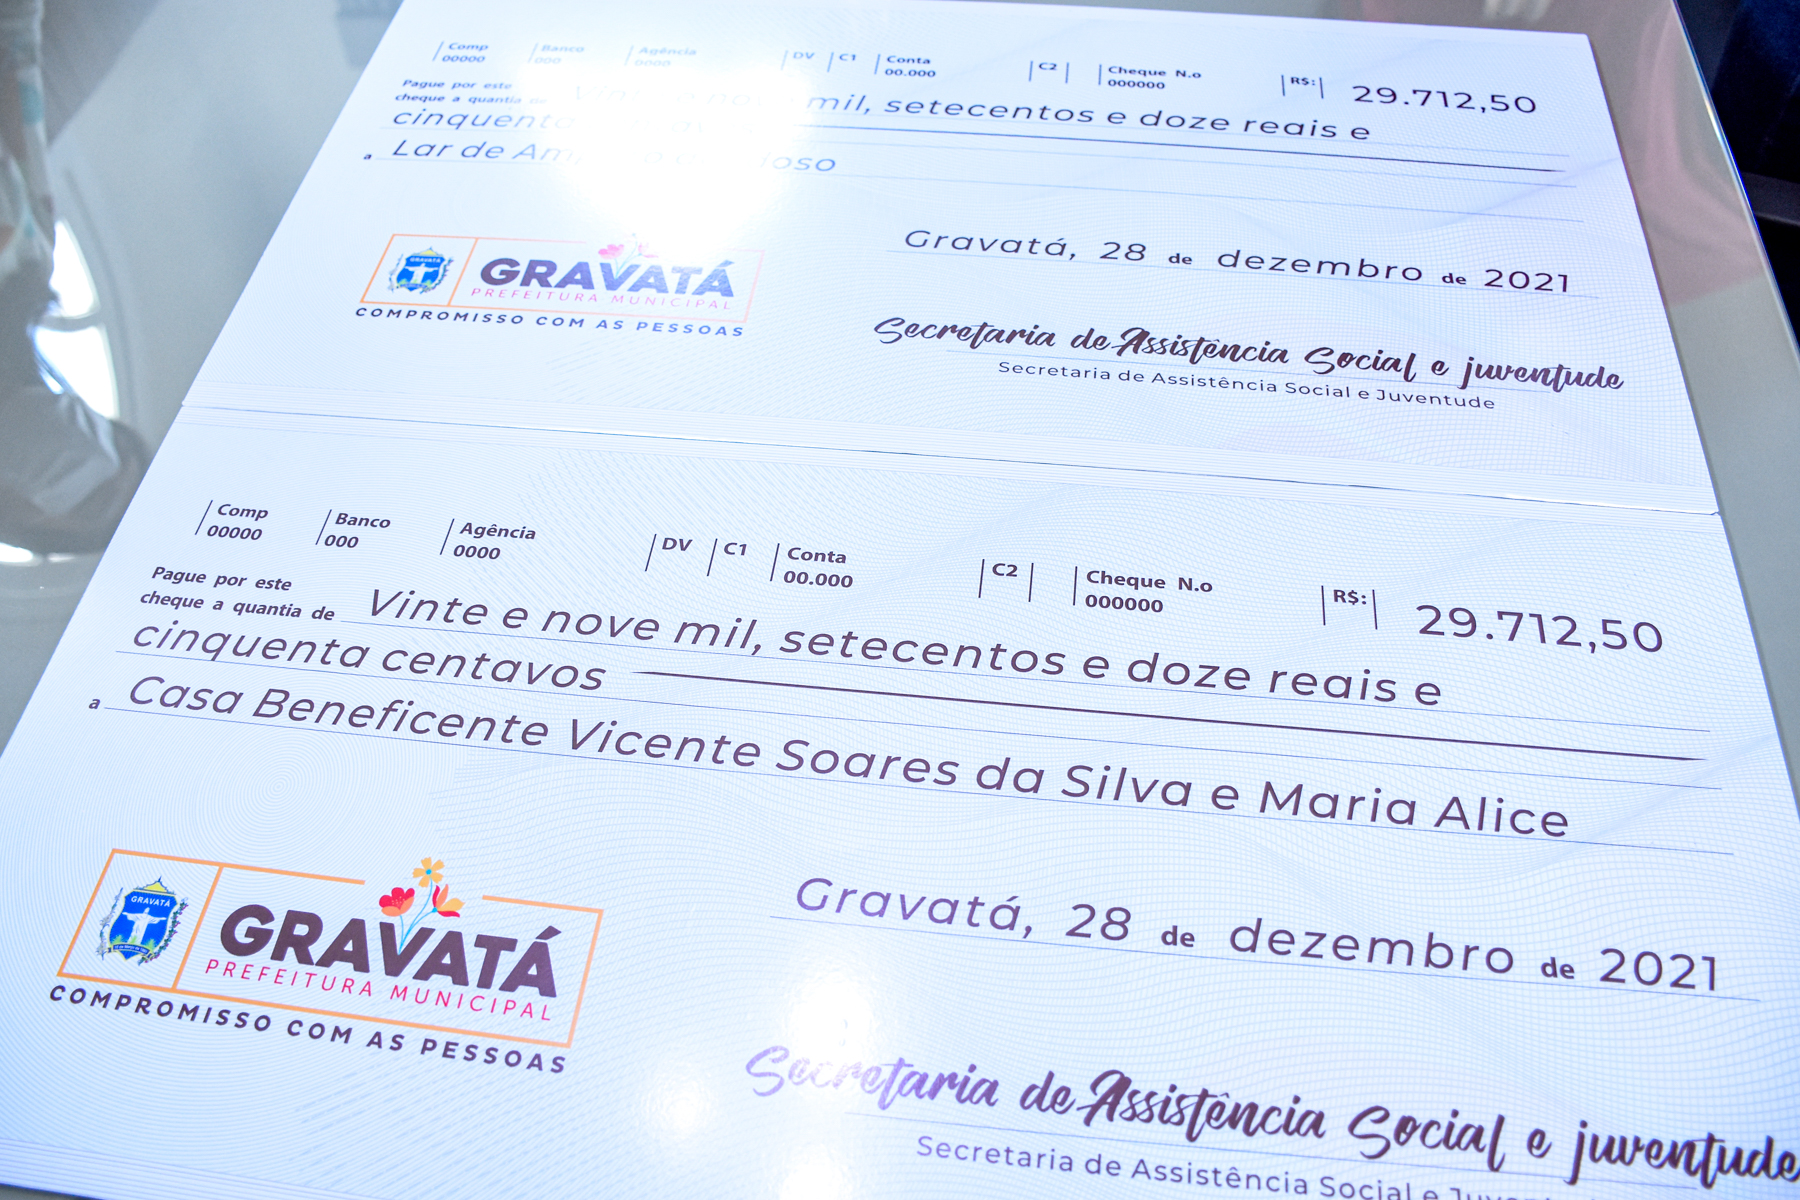 Comp Banco Agência DV C1 Conta C2 Cheque N.o R$: 29.712,50
00000 000 0000 00.000 000000
Pague por este
cheque a quantia de mil, setecentos e doze reais e
cinquenta
a Lar de
Gravatá, 28 de dezembro de 2021
GRAVATÁ
GRAVATÁ
PREFEITURA MUNICIPAL
COMPROMISSO COM AS PESSOAS
Secretaria de Assistência Social e juventude
Secretaria de Assistência Social e Juventude
Comp Banco Agência DV C1 Conta C2 Cheque N.o R$: 29.712,50
00000 000 0000 00.000 000000
Pague por este
cheque a quantia de Vinte e nove mil, setecentos e doze reais e
cinquenta centavos
a Casa Beneficente Vicente Soares da Silva e Maria Alice
Gravatá, 28 de dezembro de 2021
GRAVATÁ
GRAVATÁ
PREFEITURA MUNICIPAL
COMPROMISSO COM AS PESSOAS
Secretaria de Assistência Social e juventude
Secretaria de Assistência Social e